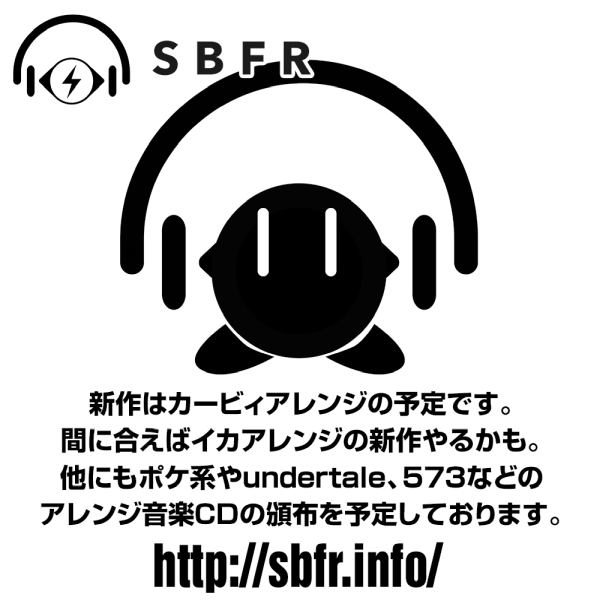 SBFR
新作はカービィアレンジの予定です。
間に合えばイカアレンジの新作やるかも。
他にもポケ系やundertale、573などの
アレンジ音楽CDの頒布を予定しております。
http://sbfr.info/